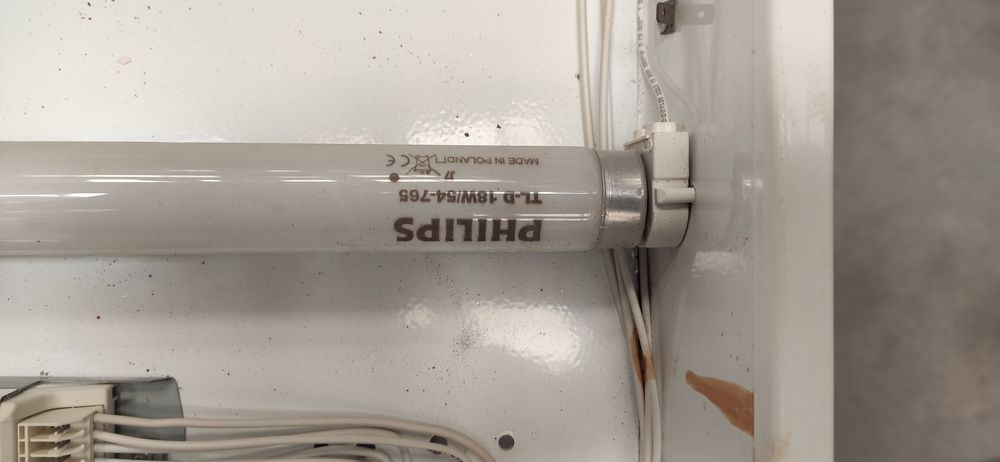 PHILIPS
TL-D 18W/54-765
MADE IN POLAND